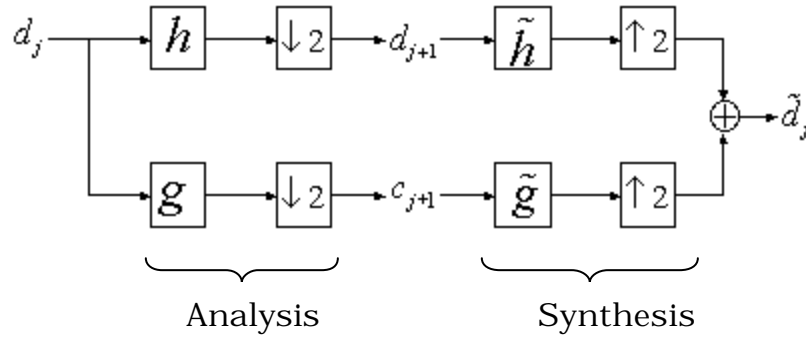 d_j h ↓2 d_{j+1} h̃ ↑2
⊕ d̃_j
g ↓2 c_{j+1} g̃ ↑2
Analysis Synthesis